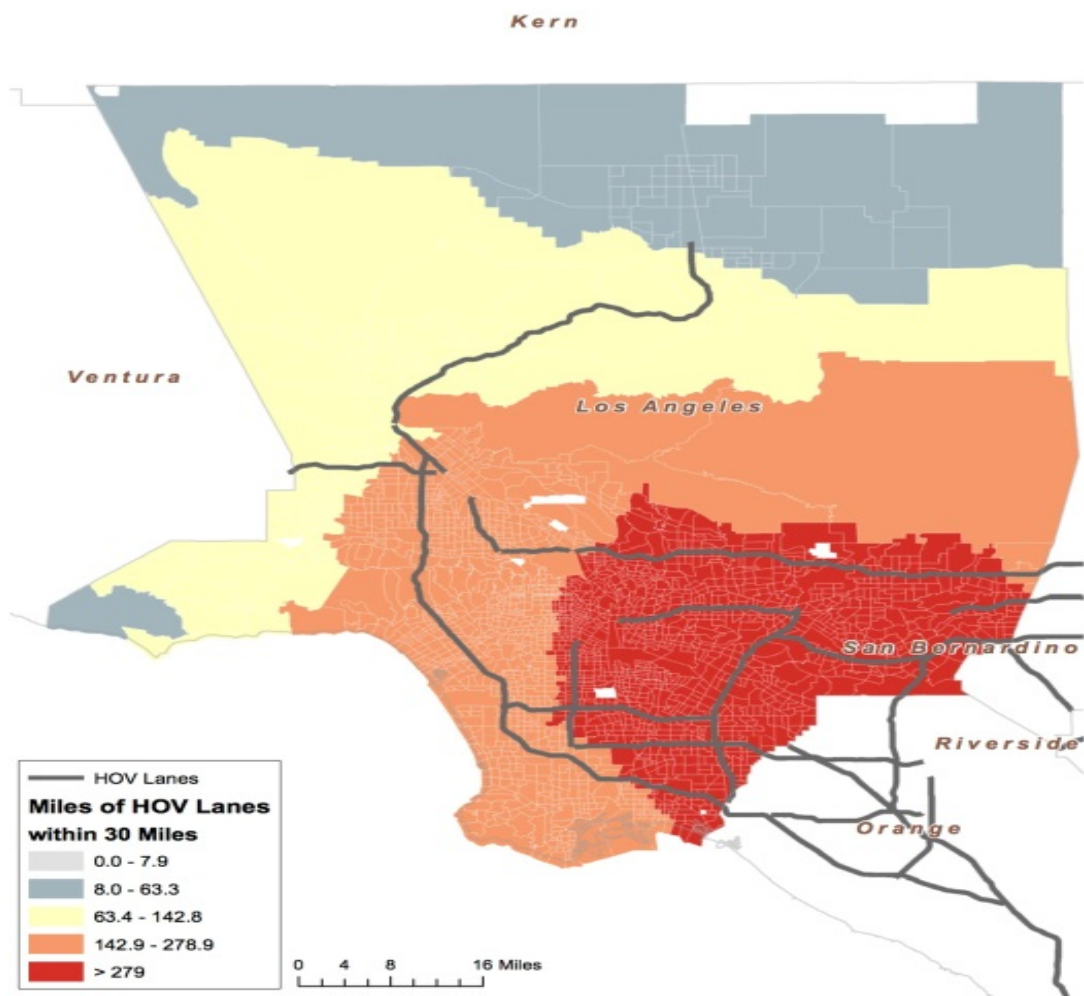 Kern
Ventura
Los Angeles
San Bernardino
Riverside
Orange
HOV Lanes
Miles of HOV Lanes
within 30 Miles
0.0 - 7.9
8.0 - 63.3
63.4 - 142.8
142.9 - 278.9
> 279
0 4 8 16 Miles